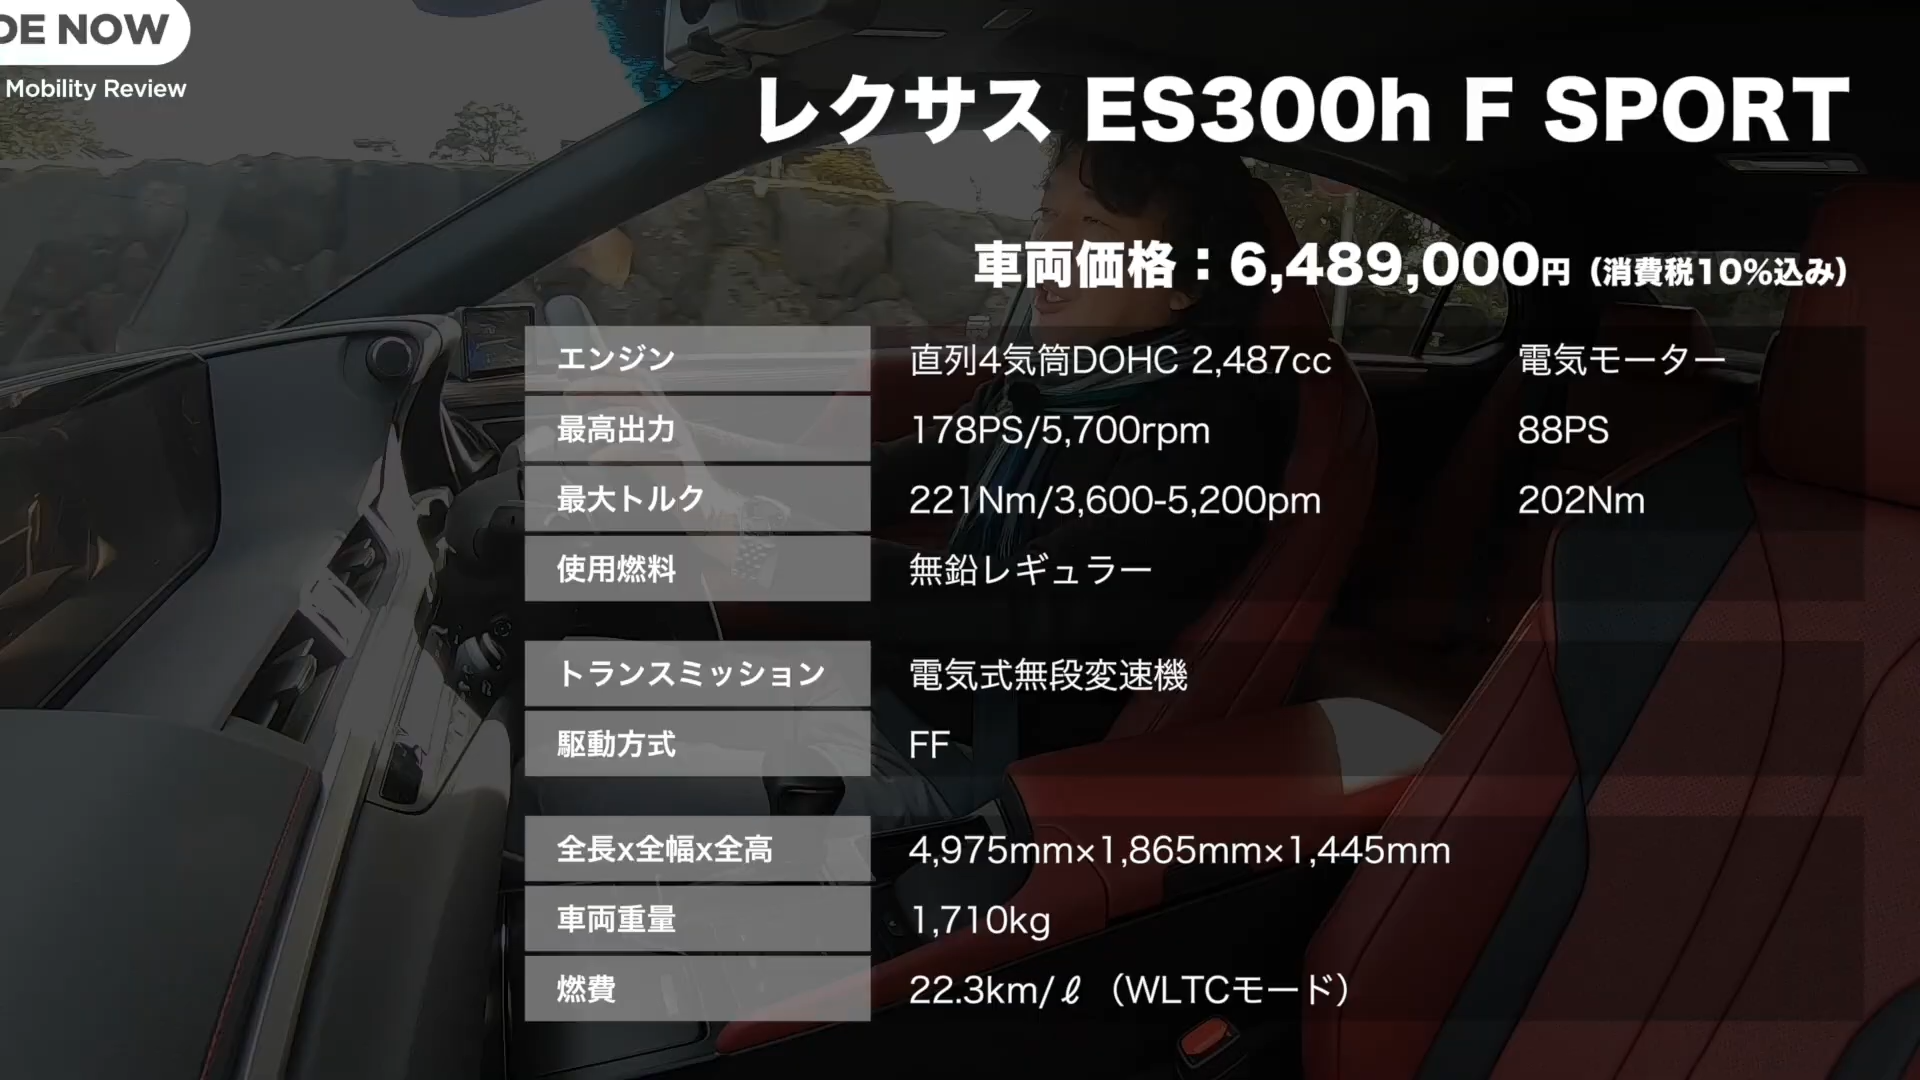 DE NOW
Mobility Review
レクサス ES300h F SPORT
車両価格：6,489,000円（消費税10%込み）
エンジン 直列4気筒DOHC 2,487cc 電気モーター
最高出力 178PS/5,700rpm 88PS
最大トルク 221Nm/3,600-5,200pm 202Nm
使用燃料 無鉛レギュラー
トランスミッション 電気式無段変速機
駆動方式 FF
全長x全幅x全高 4,975mm×1,865mm×1,445mm
車両重量 1,710kg
燃費 22.3km/ℓ（WLTCモード）